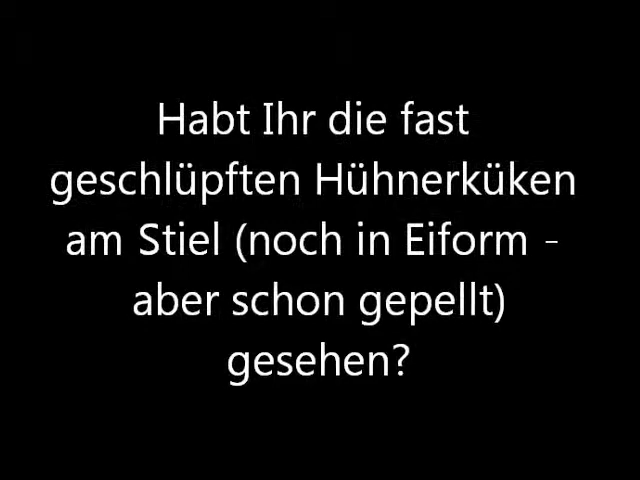 Habt Ihr die fast
geschlüpften Hühnerküken
am Stiel (noch in Eiform -
aber schon gepellt)
gesehen?